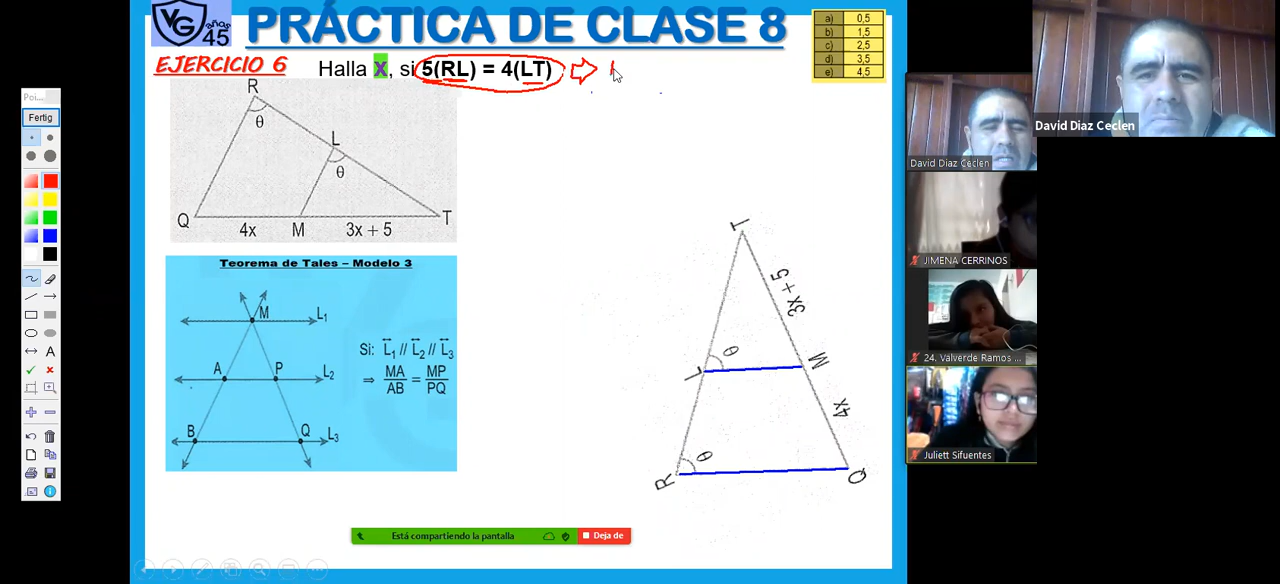 VG
años
45
PRÁCTICA DE CLASE 8
a) 0,5
b) 1,5
c) 2,5
d) 3,5
e) 4,5
EJERCICIO 6
Halla X, si 5(RL) = 4(LT)
Poi...
Fertig
R
θ
L
θ
Q
M
T
4x
3x + 5
Teorema de Tales – Modelo 3
M
L1
A
P
L2
B
Q
L3
Si: L1 // L2 // L3
⇒ MA/AB = MP/PQ
T
3x + 5
L
θ
M
4x
R
θ
Q
David Diaz Ceclen
David Diaz Ceclen
JIMENA CERRINOS
24. Valverde Ramos ...
Juliett Sifuentes
Está compartiendo la pantalla
Deja de